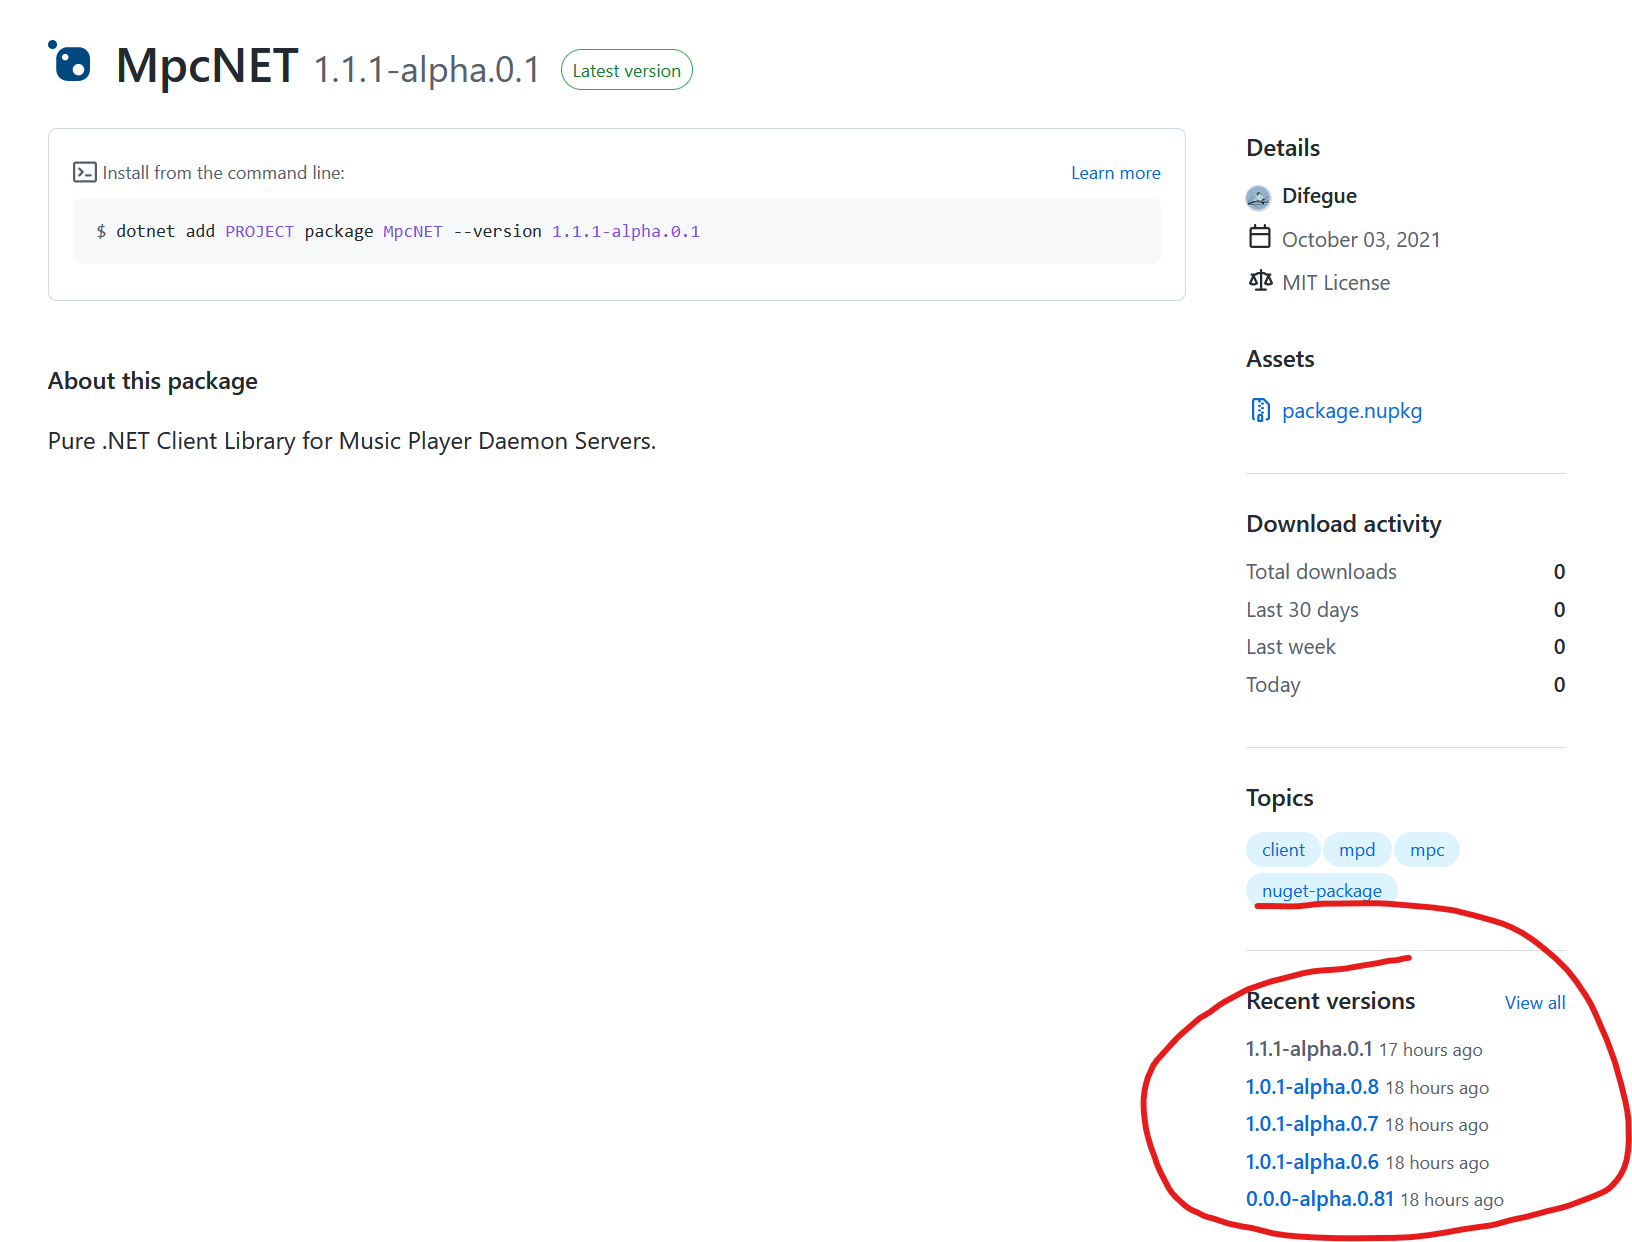 MpcNET 1.1.1-alpha.0.1 Latest version
Install from the command line:
Learn more
$ dotnet add PROJECT package MpcNET --version 1.1.1-alpha.0.1
About this package
Pure .NET Client Library for Music Player Daemon Servers.
Details
Difegue
October 03, 2021
MIT License
Assets
package.nupkg
Download activity
Total downloads 0
Last 30 days 0
Last week 0
Today 0
Topics
client mpd mpc
nuget-package
Recent versions View all
1.1.1-alpha.0.1 17 hours ago
1.0.1-alpha.0.8 18 hours ago
1.0.1-alpha.0.7 18 hours ago
1.0.1-alpha.0.6 18 hours ago
0.0.0-alpha.0.81 18 hours ago